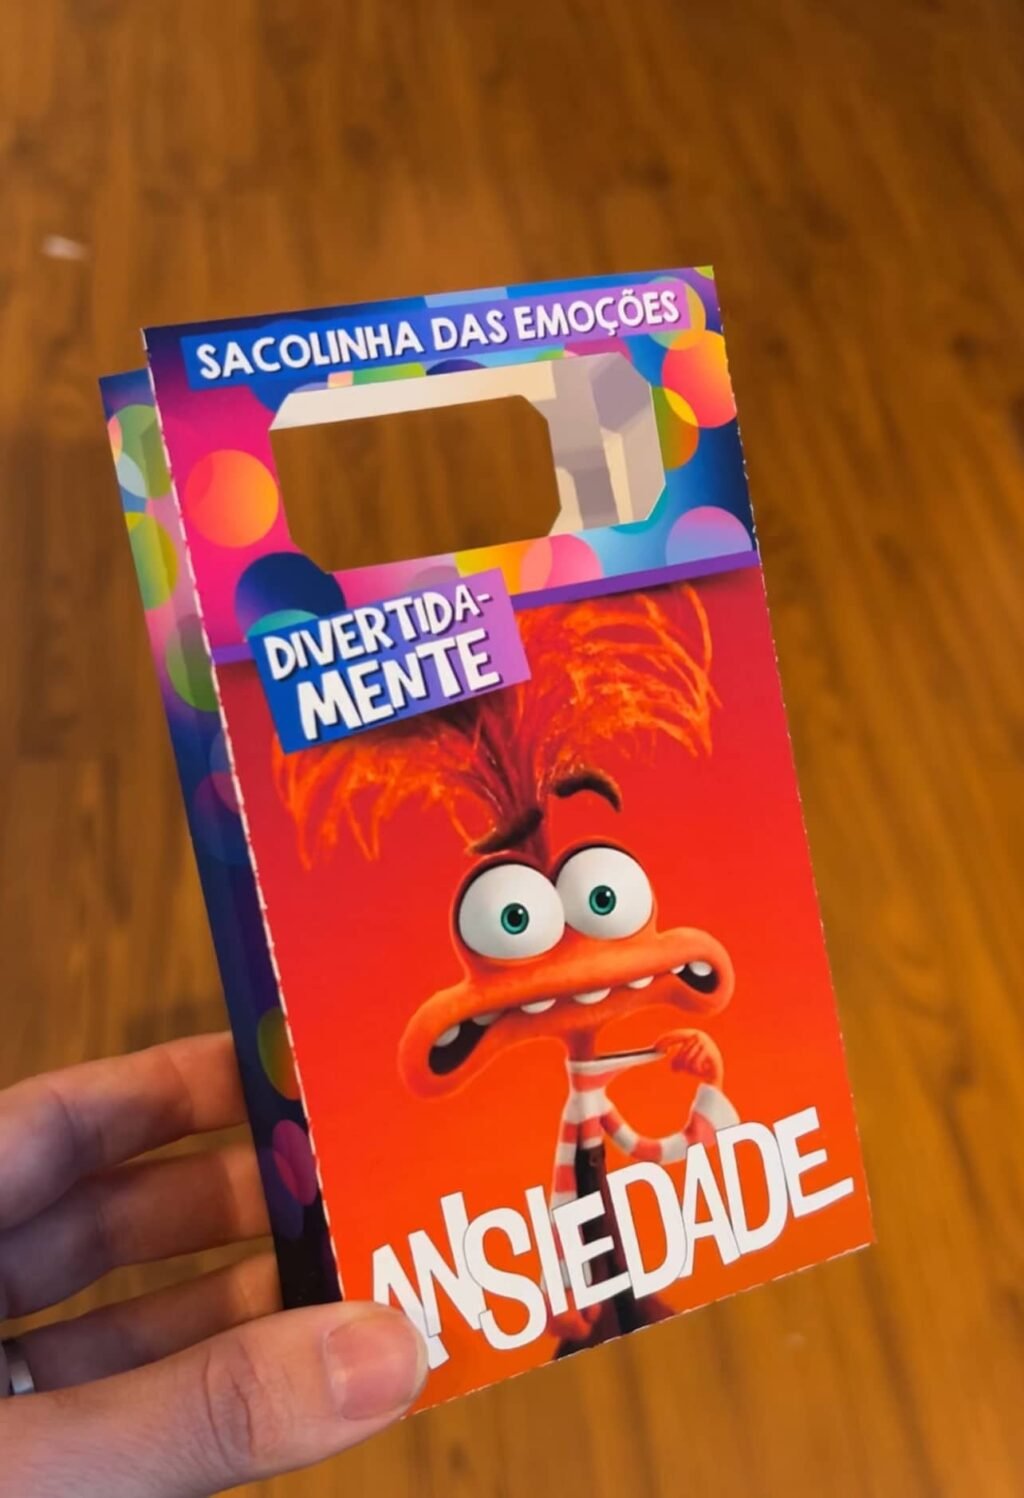 SACOLINHA DAS EMOÇÕES
DIVERTIDA-
MENTE
ANSIEDADE